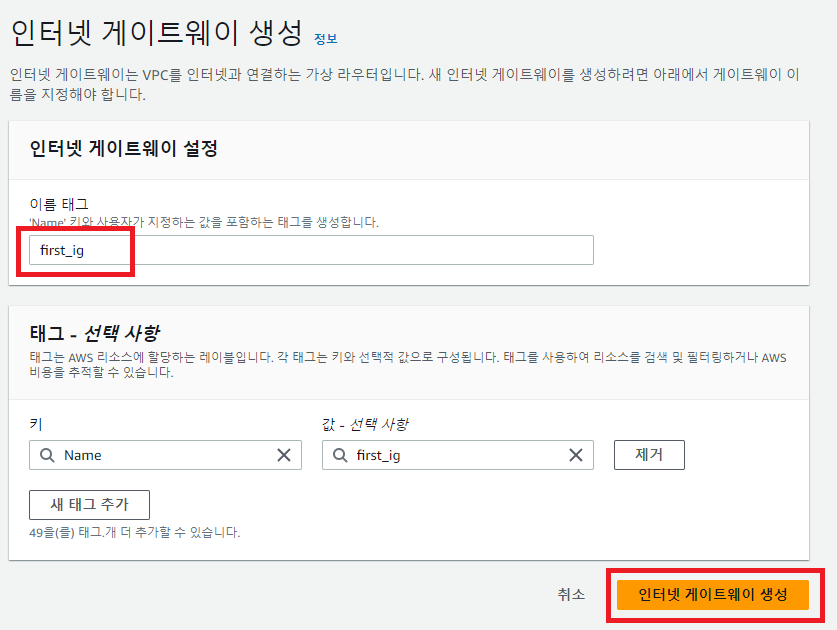 인터넷 게이트웨이 생성 정보
인터넷 게이트웨이는 VPC를 인터넷과 연결하는 가상 라우터입니다. 새 인터넷 게이트웨이를 생성하려면 아래에서 게이트웨이 이
름을 지정해야 합니다.
인터넷 게이트웨이 설정
이름 태그
'Name' 키와 사용자가 지정하는 값을 포함하는 태그를 생성합니다.
first_ig
태그 - 선택 사항
태그는 AWS 리소스에 할당하는 레이블입니다. 각 태그는 키와 선택적 값으로 구성됩니다. 태그를 사용하여 리소스를 검색 및 필터링하거나 AWS
비용을 추적할 수 있습니다.
키 값 - 선택 사항
Name first_ig 제거
새 태그 추가
49을(를) 태그.개 더 추가할 수 있습니다.
취소 인터넷 게이트웨이 생성